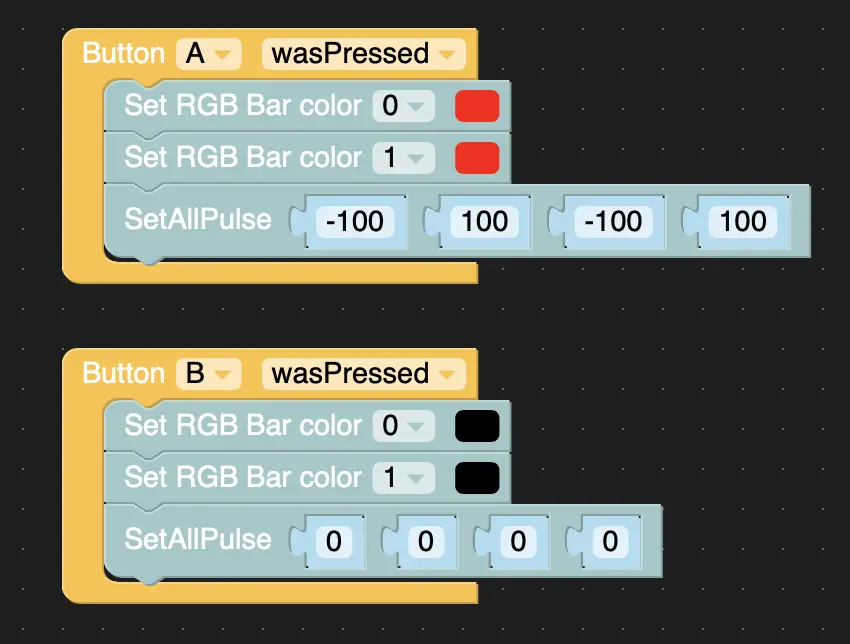 Button A wasPressed
Set RGB Bar color 0
Set RGB Bar color 1
SetAllPulse -100 100 -100 100
Button B wasPressed
Set RGB Bar color 0
Set RGB Bar color 1
SetAllPulse 0 0 0 0